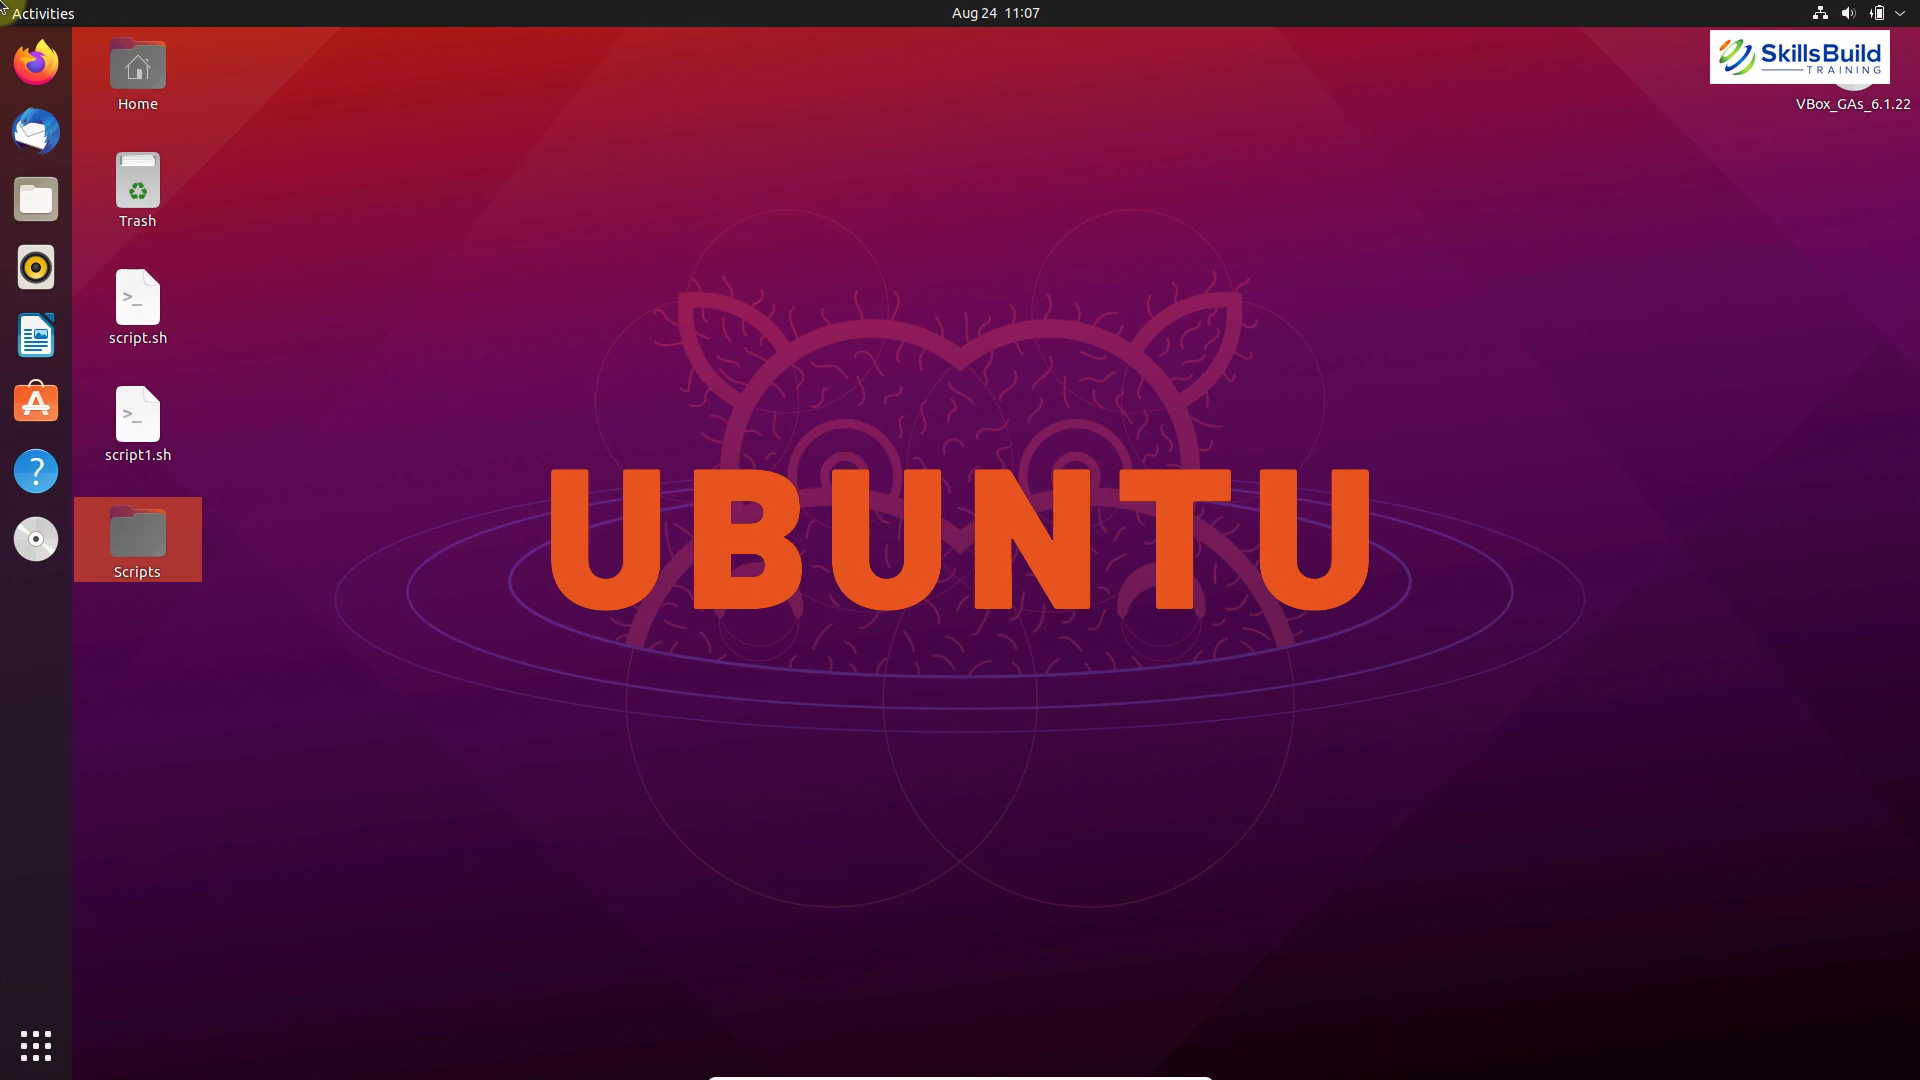 Activities
Aug 24 11:07
Home
SkillsBuild
TRAINING
VBox_GAs_6.1.22
Trash
script.sh
script1.sh
Scripts
UBUNTU